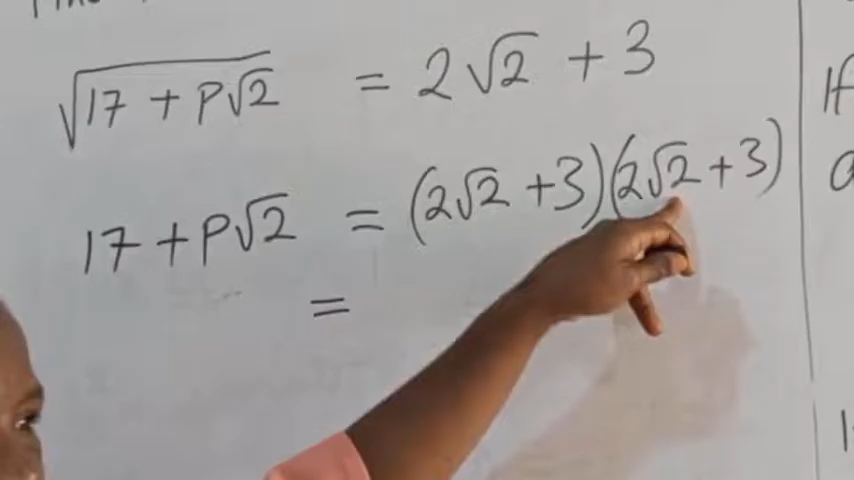 √(17 + P√2) = 2√2 + 3
17 + P√2 = (2√2 + 3)(2√2 + 3)
=
If